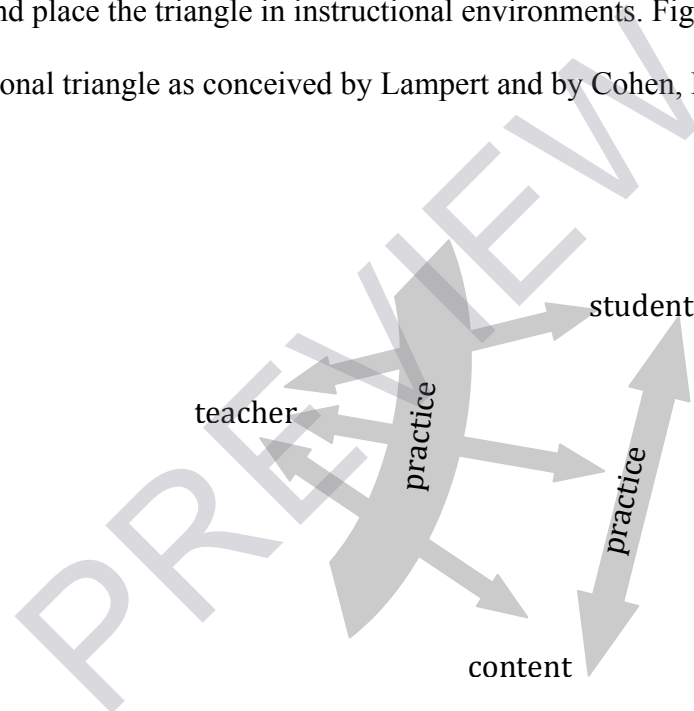 nd place the triangle in instructional environments. Fig
onal triangle as conceived by Lampert and by Cohen,
student
teacher
practice
practice
content
PREVIEW